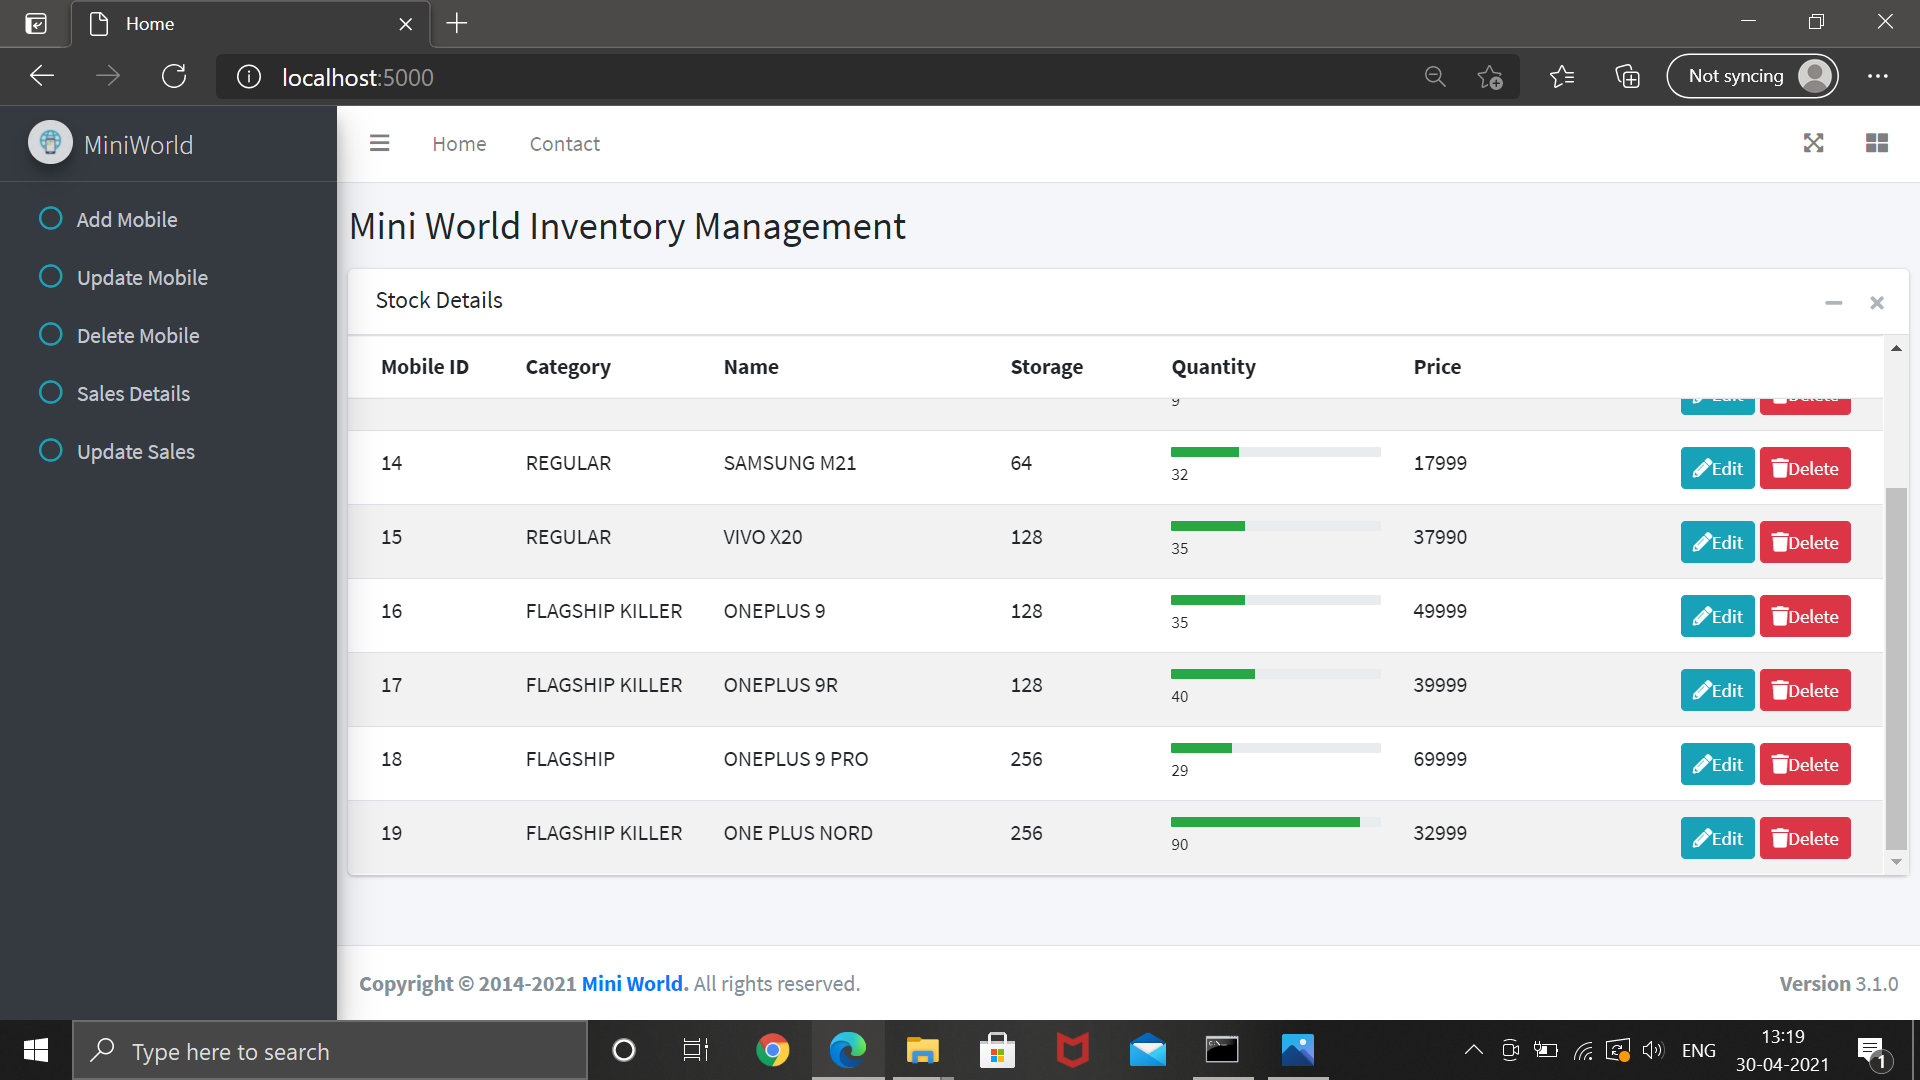 Home
localhost:5000
Not syncing
MiniWorld
Home Contact
Add Mobile
Update Mobile
Delete Mobile
Sales Details
Update Sales
Mini World Inventory Management
Stock Details
Mobile ID Category Name Storage Quantity Price
9 Edit Delete
14 REGULAR SAMSUNG M21 64 32 17999 Edit Delete
15 REGULAR VIVO X20 128 35 37990 Edit Delete
16 FLAGSHIP KILLER ONEPLUS 9 128 35 49999 Edit Delete
17 FLAGSHIP KILLER ONEPLUS 9R 128 40 39999 Edit Delete
18 FLAGSHIP ONEPLUS 9 PRO 256 29 69999 Edit Delete
19 FLAGSHIP KILLER ONE PLUS NORD 256 90 32999 Edit Delete
Copyright © 2014-2021 Mini World. All rights reserved.
Version 3.1.0
Type here to search
ENG
13:19
30-04-2021
1